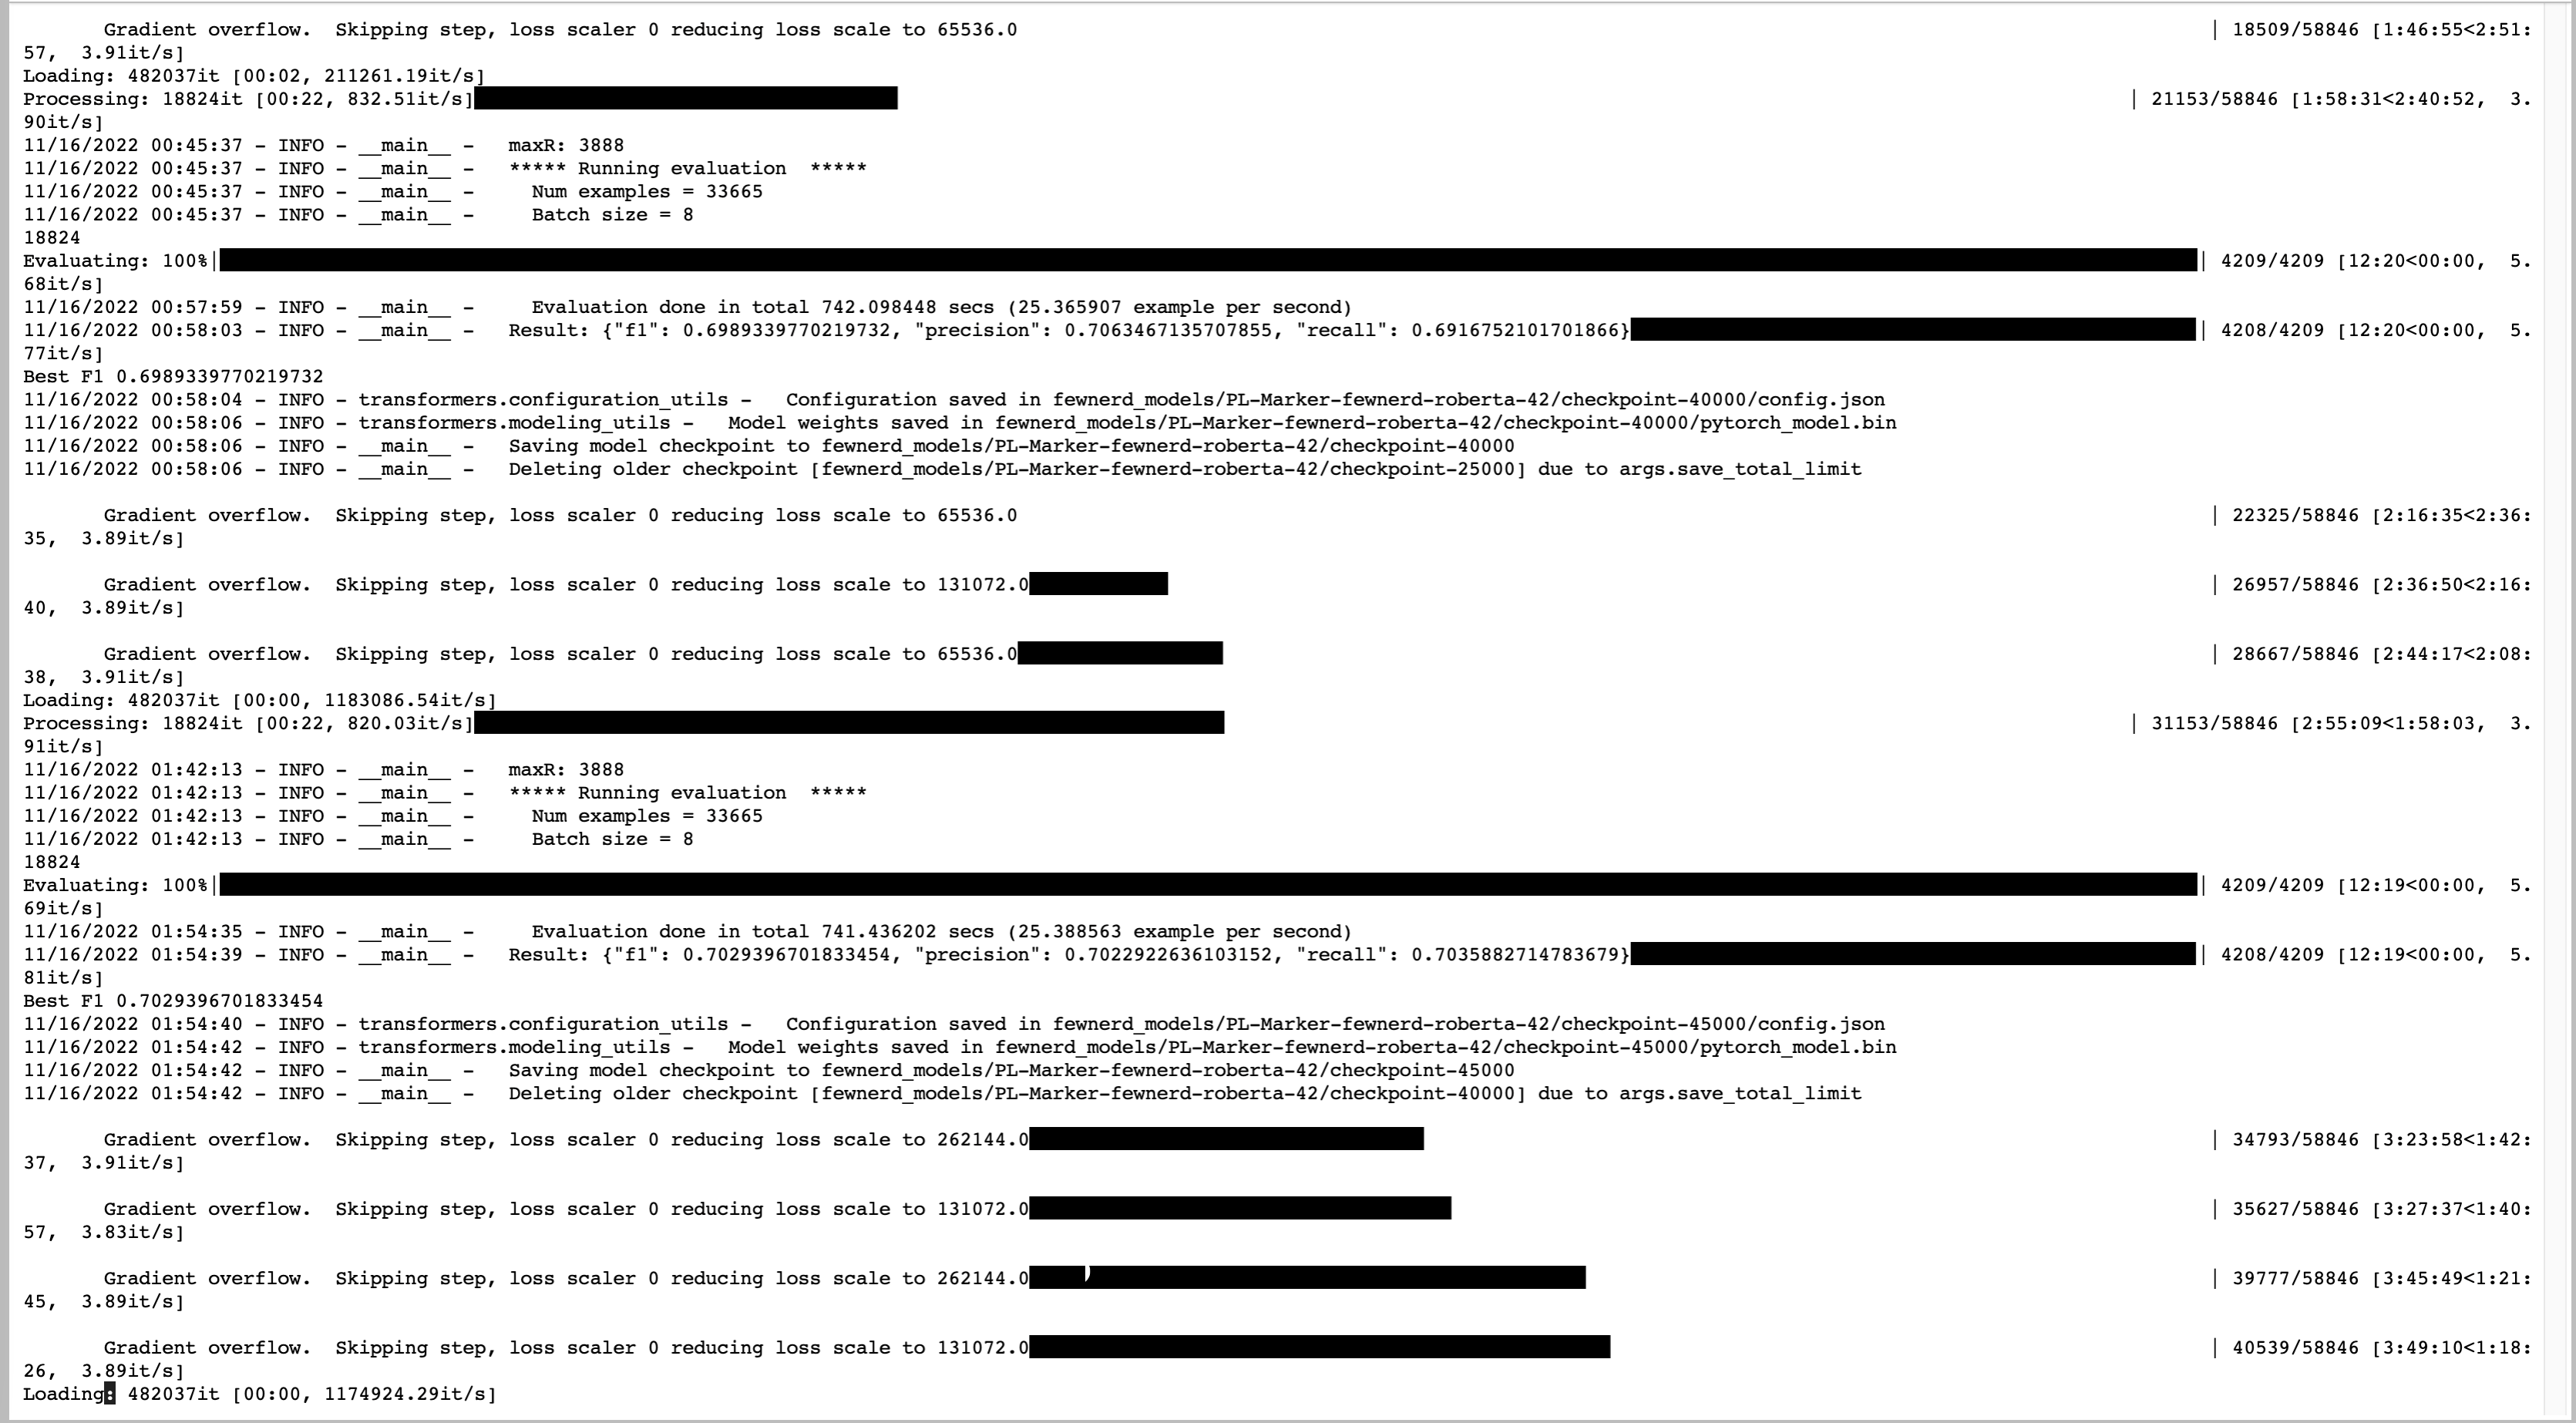 Gradient overflow.  Skipping step, loss scaler 0 reducing loss scale to 65536.0 | 18509/58846 [1:46:55<2:51:
57,  3.91it/s]
Loading: 482037it [00:02, 211261.19it/s]
Processing: 18824it [00:22, 832.51it/s] | 21153/58846 [1:58:31<2:40:52,  3.
90it/s]
11/16/2022 00:45:37 - INFO - __main__ -   maxR: 3888
11/16/2022 00:45:37 - INFO - __main__ -   ***** Running evaluation  *****
11/16/2022 00:45:37 - INFO - __main__ -     Num examples = 33665
11/16/2022 00:45:37 - INFO - __main__ -     Batch size = 8
18824
Evaluating: 100%| | 4209/4209 [12:20<00:00,  5.
68it/s]
11/16/2022 00:57:59 - INFO - __main__ -     Evaluation done in total 742.098448 secs (25.365907 example per second)
11/16/2022 00:58:03 - INFO - __main__ -   Result: {"f1": 0.6989339770219732, "precision": 0.7063467135707855, "recall": 0.6916752101701866} | 4208/4209 [12:20<00:00,  5.
77it/s]
Best F1 0.6989339770219732
11/16/2022 00:58:04 - INFO - transformers.configuration_utils -   Configuration saved in fewnerd_models/PL-Marker-fewnerd-roberta-42/checkpoint-40000/config.json
11/16/2022 00:58:06 - INFO - transformers.modeling_utils -   Model weights saved in fewnerd_models/PL-Marker-fewnerd-roberta-42/checkpoint-40000/pytorch_model.bin
11/16/2022 00:58:06 - INFO - __main__ -   Saving model checkpoint to fewnerd_models/PL-Marker-fewnerd-roberta-42/checkpoint-40000
11/16/2022 00:58:06 - INFO - __main__ -   Deleting older checkpoint [fewnerd_models/PL-Marker-fewnerd-roberta-42/checkpoint-25000] due to args.save_total_limit
Gradient overflow.  Skipping step, loss scaler 0 reducing loss scale to 65536.0 | 22325/58846 [2:16:35<2:36:
35,  3.89it/s]
Gradient overflow.  Skipping step, loss scaler 0 reducing loss scale to 131072.0 | 26957/58846 [2:36:50<2:16:
40,  3.89it/s]
Gradient overflow.  Skipping step, loss scaler 0 reducing loss scale to 65536.0 | 28667/58846 [2:44:17<2:08:
38,  3.91it/s]
Loading: 482037it [00:00, 1183086.54it/s]
Processing: 18824it [00:22, 820.03it/s] | 31153/58846 [2:55:09<1:58:03,  3.
91it/s]
11/16/2022 01:42:13 - INFO - __main__ -   maxR: 3888
11/16/2022 01:42:13 - INFO - __main__ -   ***** Running evaluation  *****
11/16/2022 01:42:13 - INFO - __main__ -     Num examples = 33665
11/16/2022 01:42:13 - INFO - __main__ -     Batch size = 8
18824
Evaluating: 100%| | 4209/4209 [12:19<00:00,  5.
69it/s]
11/16/2022 01:54:35 - INFO - __main__ -     Evaluation done in total 741.436202 secs (25.388563 example per second)
11/16/2022 01:54:39 - INFO - __main__ -   Result: {"f1": 0.7029396701833454, "precision": 0.7022922636103152, "recall": 0.7035882714783679} | 4208/4209 [12:19<00:00,  5.
81it/s]
Best F1 0.7029396701833454
11/16/2022 01:54:40 - INFO - transformers.configuration_utils -   Configuration saved in fewnerd_models/PL-Marker-fewnerd-roberta-42/checkpoint-45000/config.json
11/16/2022 01:54:42 - INFO - transformers.modeling_utils -   Model weights saved in fewnerd_models/PL-Marker-fewnerd-roberta-42/checkpoint-45000/pytorch_model.bin
11/16/2022 01:54:42 - INFO - __main__ -   Saving model checkpoint to fewnerd_models/PL-Marker-fewnerd-roberta-42/checkpoint-45000
11/16/2022 01:54:42 - INFO - __main__ -   Deleting older checkpoint [fewnerd_models/PL-Marker-fewnerd-roberta-42/checkpoint-40000] due to args.save_total_limit
Gradient overflow.  Skipping step, loss scaler 0 reducing loss scale to 262144.0 | 34793/58846 [3:23:58<1:42:
37,  3.91it/s]
Gradient overflow.  Skipping step, loss scaler 0 reducing loss scale to 131072.0 | 35627/58846 [3:27:37<1:40:
57,  3.83it/s]
Gradient overflow.  Skipping step, loss scaler 0 reducing loss scale to 262144.0 | 39777/58846 [3:45:49<1:21:
45,  3.89it/s]
Gradient overflow.  Skipping step, loss scaler 0 reducing loss scale to 131072.0 | 40539/58846 [3:49:10<1:18:
26,  3.89it/s]
Loading: 482037it [00:00, 1174924.29it/s]